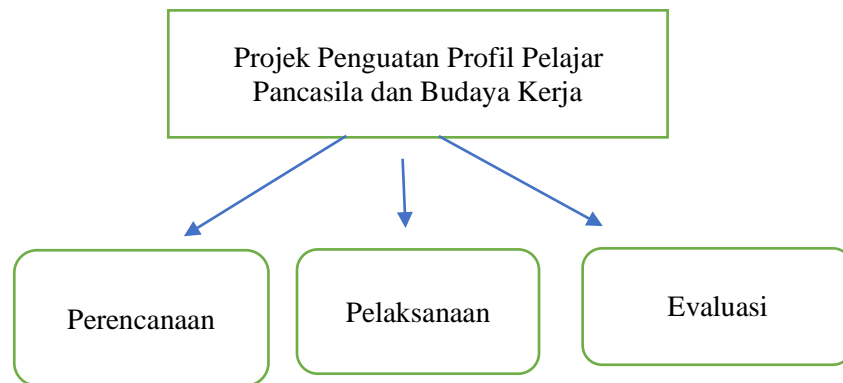 Projek Penguatan Profil Pelajar
Pancasila dan Budaya Kerja
Perencanaan
Pelaksanaan
Evaluasi